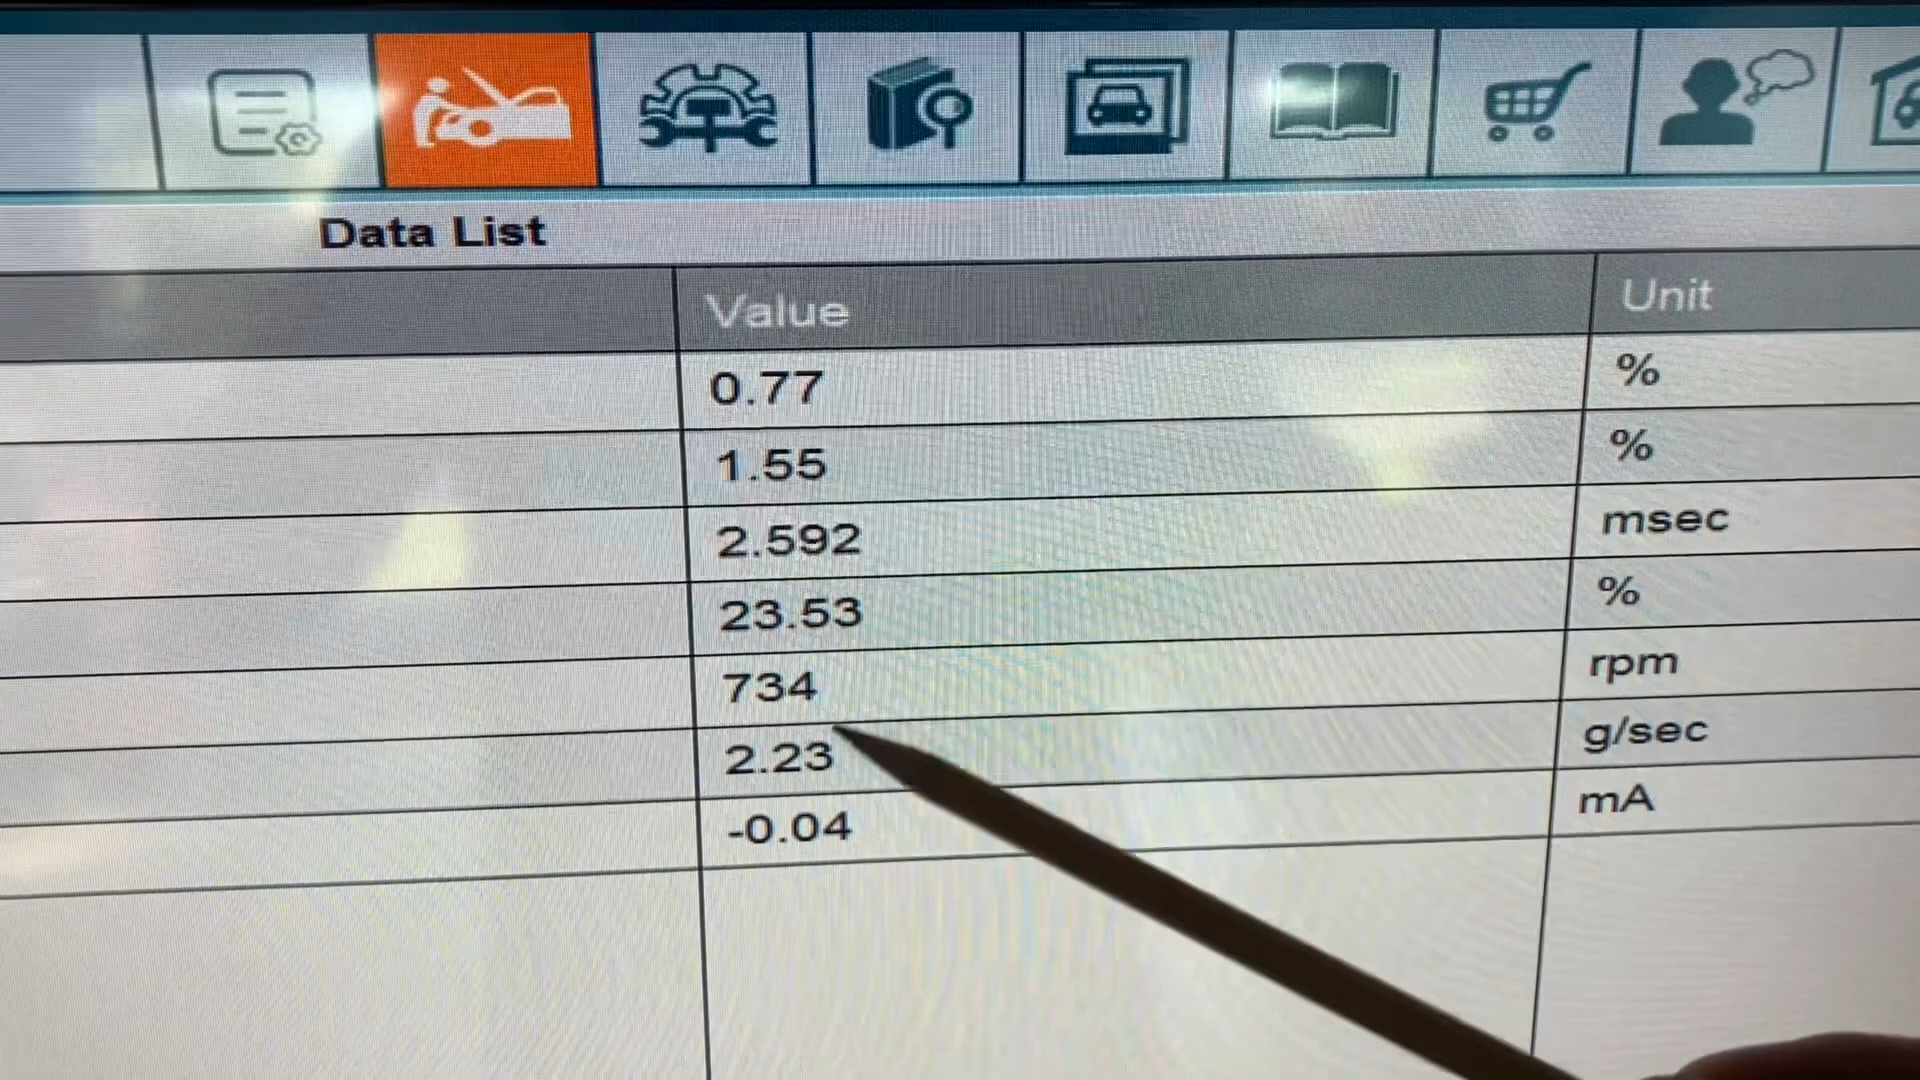 Data List
Value Unit
0.77 %
1.55 %
2.592 msec
23.53 %
734 rpm
2.23 g/sec
-0.04 mA